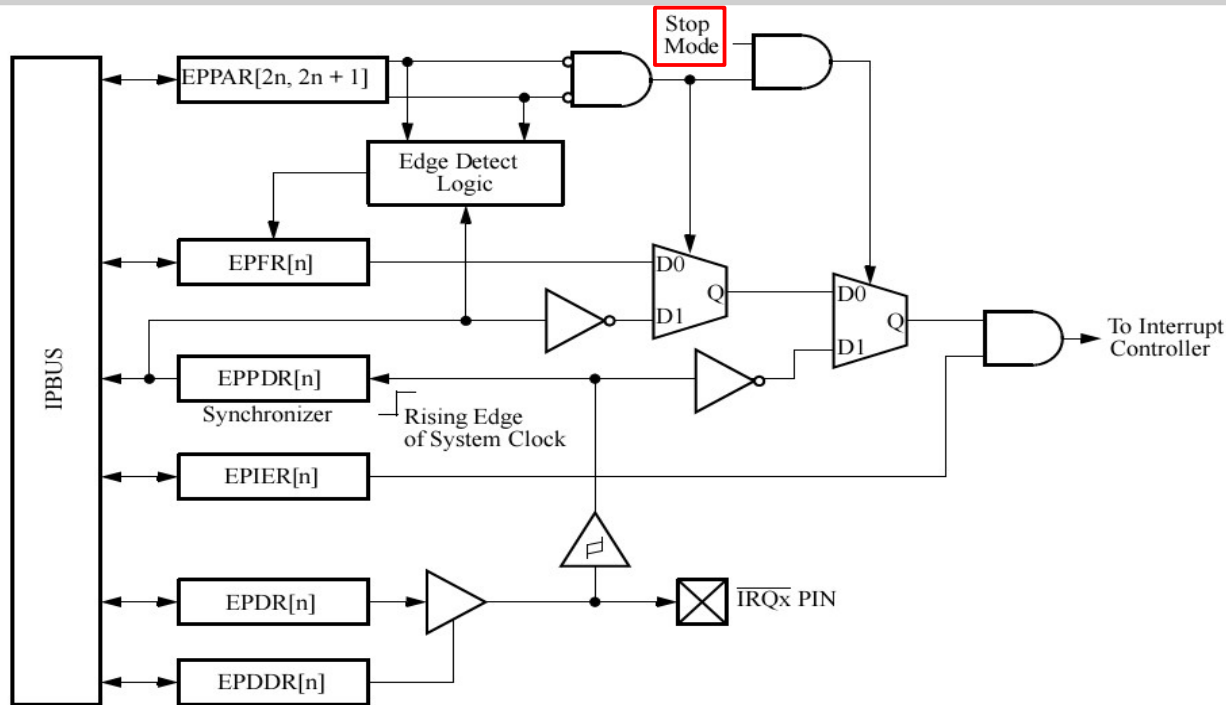 Stop
Mode
EPPAR[2n, 2n + 1]
Edge Detect
Logic
EPFR[n]
D0
Q
D1
D0
Q
D1
To Interrupt
Controller
IPBUS
EPPDR[n]
Synchronizer
Rising Edge
of System Clock
EPIER[n]
EPDR[n]
IRQx PIN
EPDDR[n]